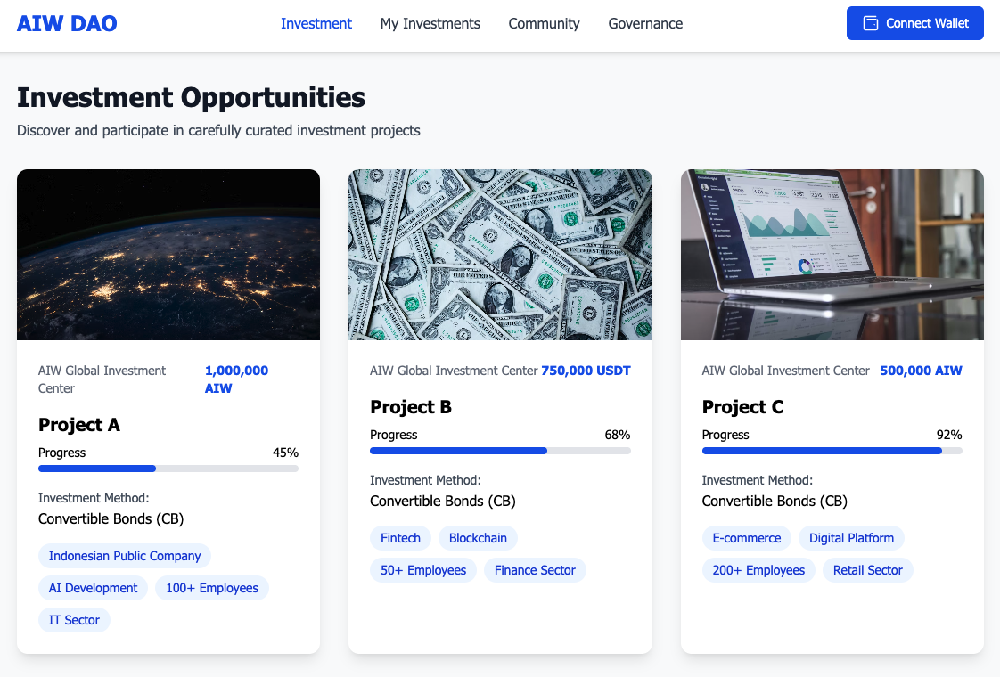 AIW DAO
Investment
My Investments
Community
Governance
Connect Wallet
Investment Opportunities
Discover and participate in carefully curated investment projects
AIW Global Investment
Center
1,000,000
AIW
Project A
Progress
45%
Investment Method:
Convertible Bonds (CB)
Indonesian Public Company
AI Development
100+ Employees
IT Sector
AIW Global Investment Center
750,000 USDT
Project B
Progress
68%
Investment Method:
Convertible Bonds (CB)
Fintech
Blockchain
50+ Employees
Finance Sector
AIW Global Investment Center
500,000 AIW
Project C
Progress
92%
Investment Method:
Convertible Bonds (CB)
E-commerce
Digital Platform
200+ Employees
Retail Sector